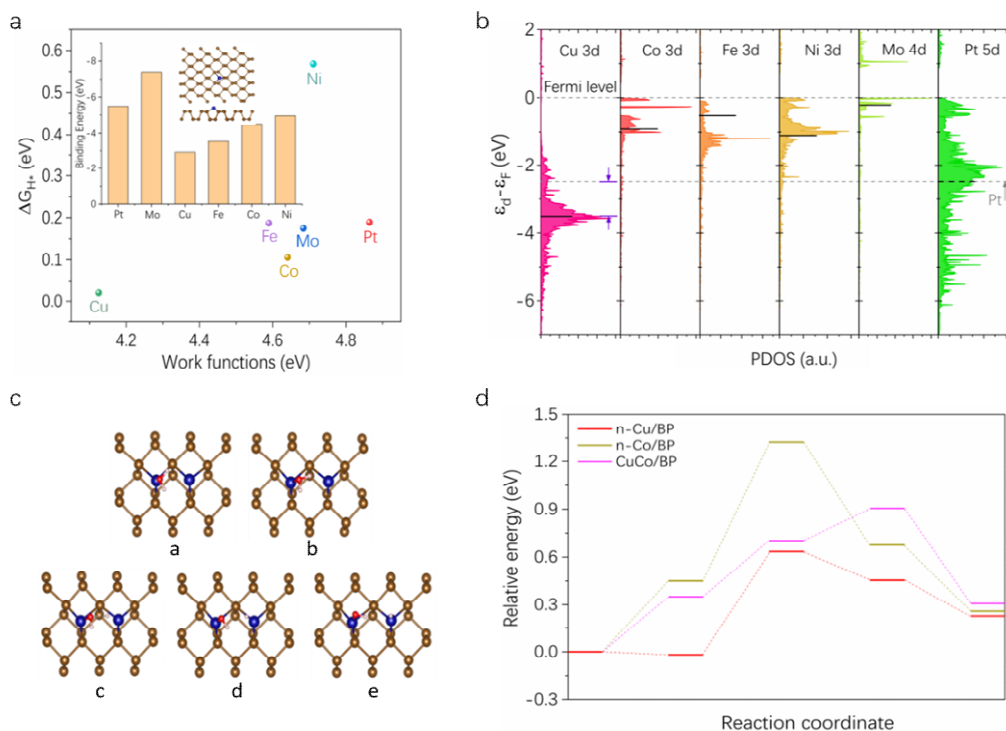 a
ΔG_H* (eV)
0.6
0.5
0.4
0.3
0.2
0.1
0.0
4.2
4.4
4.6
4.8
Work functions (eV)
Ni
Fe
Mo
Pt
Co
Cu
Binding Energy (eV)
-8
-6
-4
-2
0
Pt Mo Cu Fe Co Ni
b
ε_d-ε_F (eV)
2
0
-2
-4
-6
Cu 3d Co 3d Fe 3d Ni 3d Mo 4d Pt 5d
Fermi level
Pt
PDOS (a.u.)
c
a b
c d e
d
n-Cu/BP
n-Co/BP
CuCo/BP
Relative energy (eV)
1.5
1.2
0.9
0.6
0.3
0.0
-0.3
Reaction coordinate